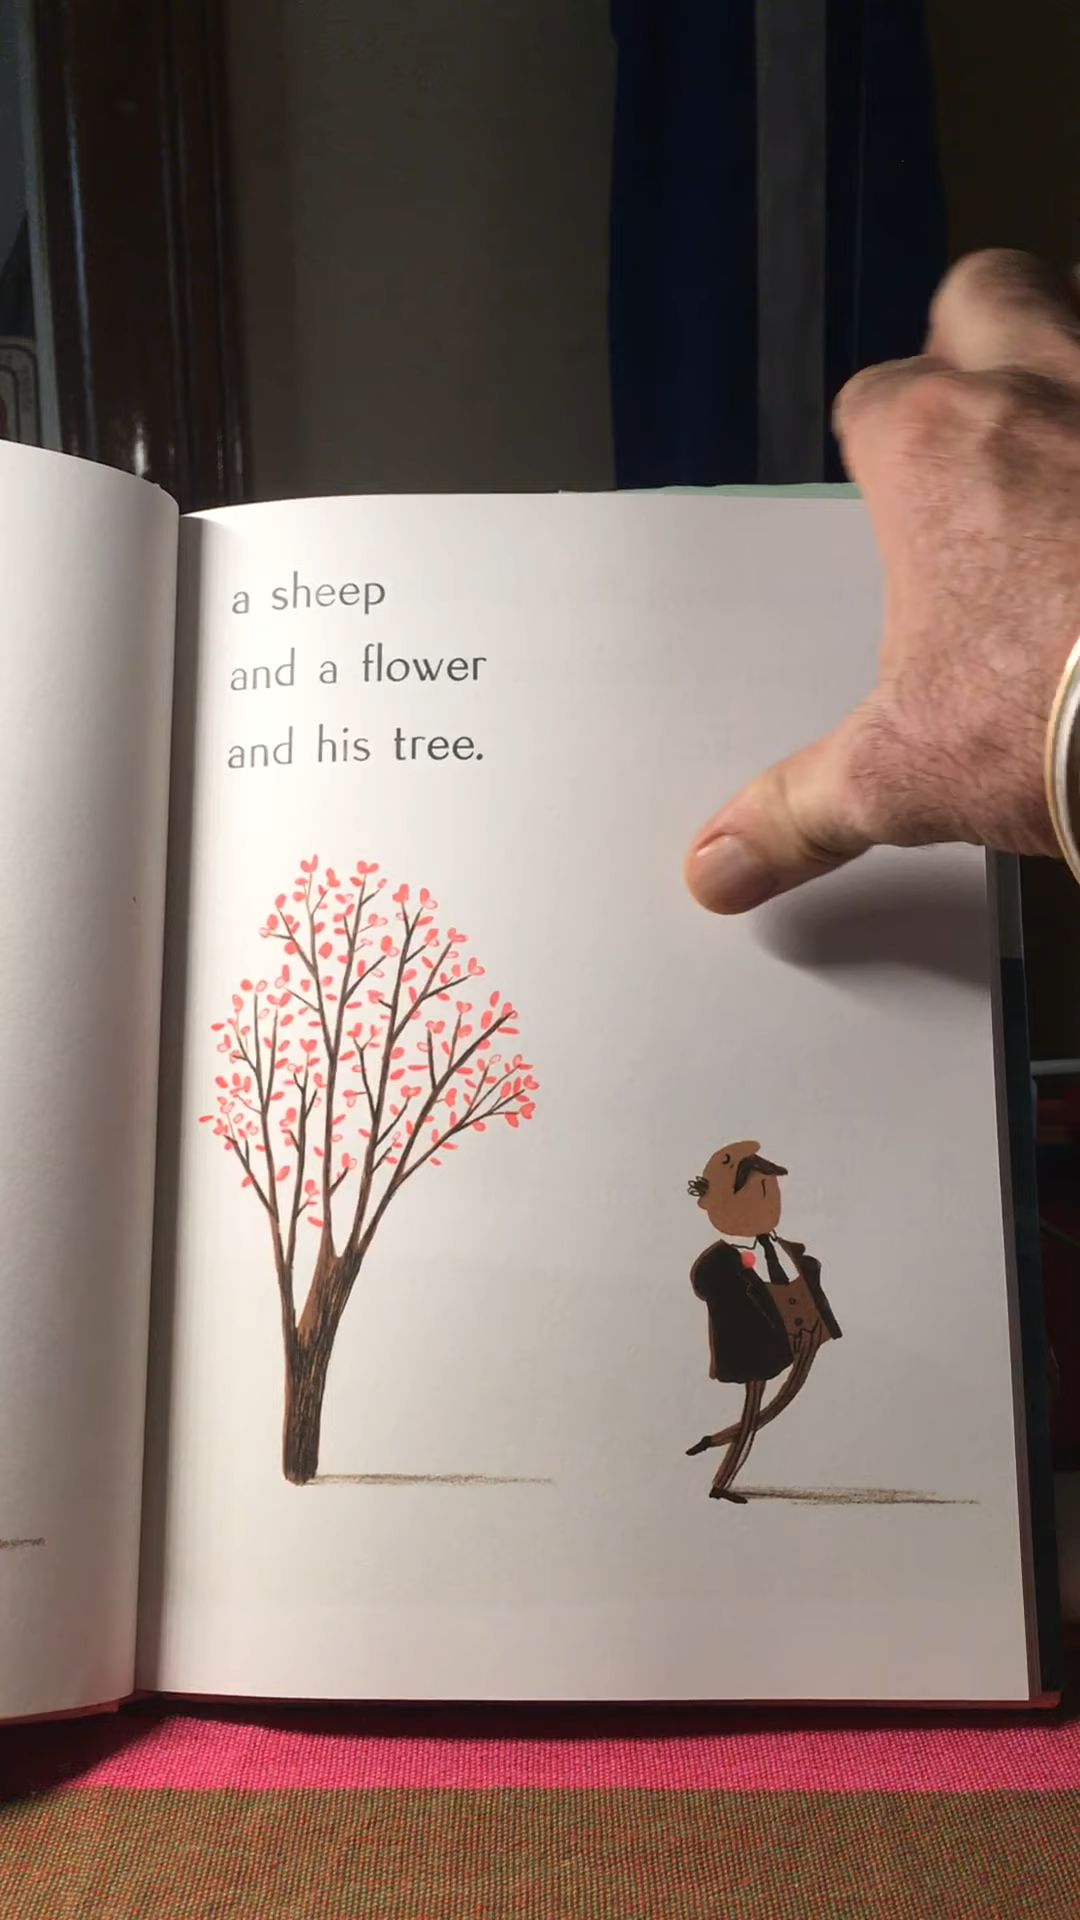 a sheep
and a flower
and his tree.